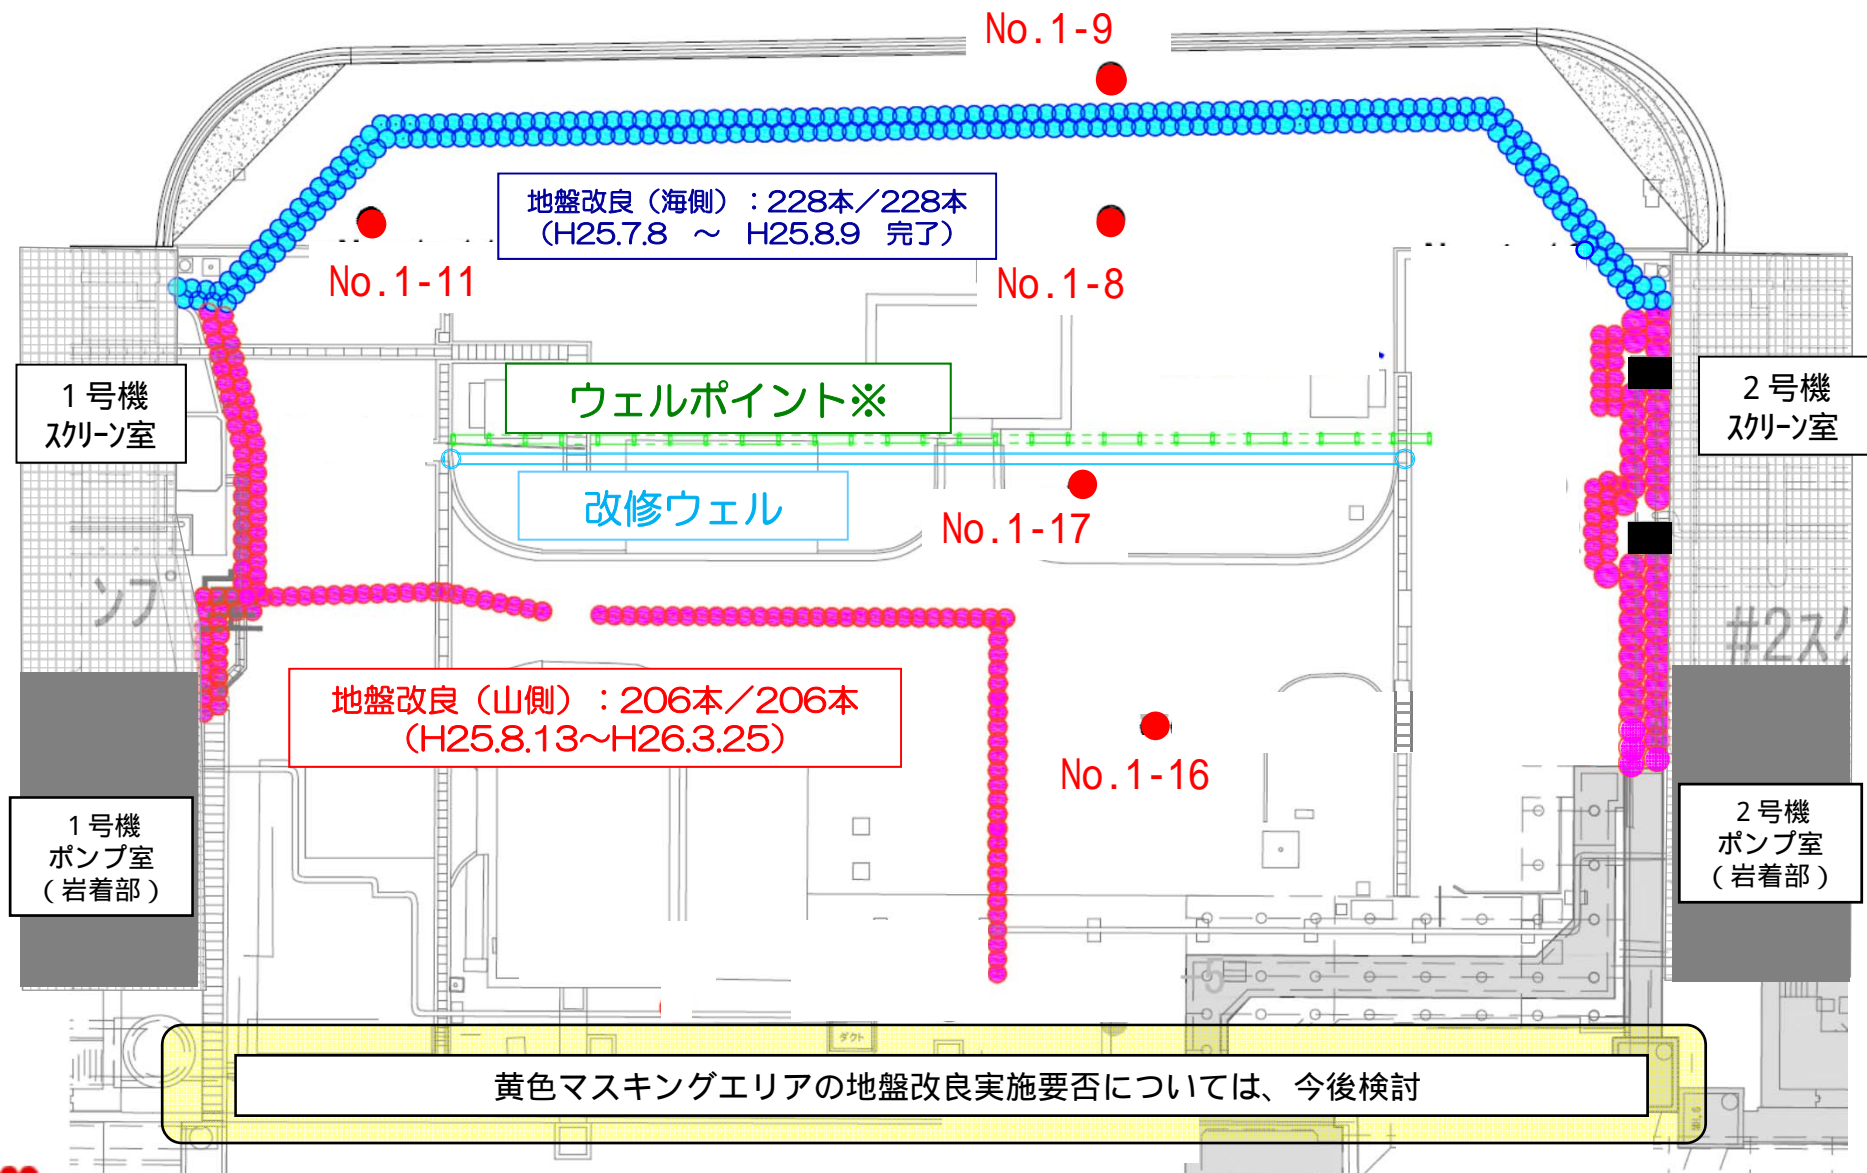 No.1-9
地盤改良（海側）：228本／228本
（H25.7.8 ～ H25.8.9 完了）
No.1-11
No.1-8
1号機
スクリーン室
ウェルポイント※
2号機
スクリーン室
改修ウェル
No.1-17
ンプ
#2ス
地盤改良（山側）：206本／206本
（H25.8.13～H26.3.25）
No.1-16
1号機
ポンプ室
（岩着部）
2号機
ポンプ室
（岩着部）
ダクト
黄色マスキングエリアの地盤改良実施要否については、今後検討